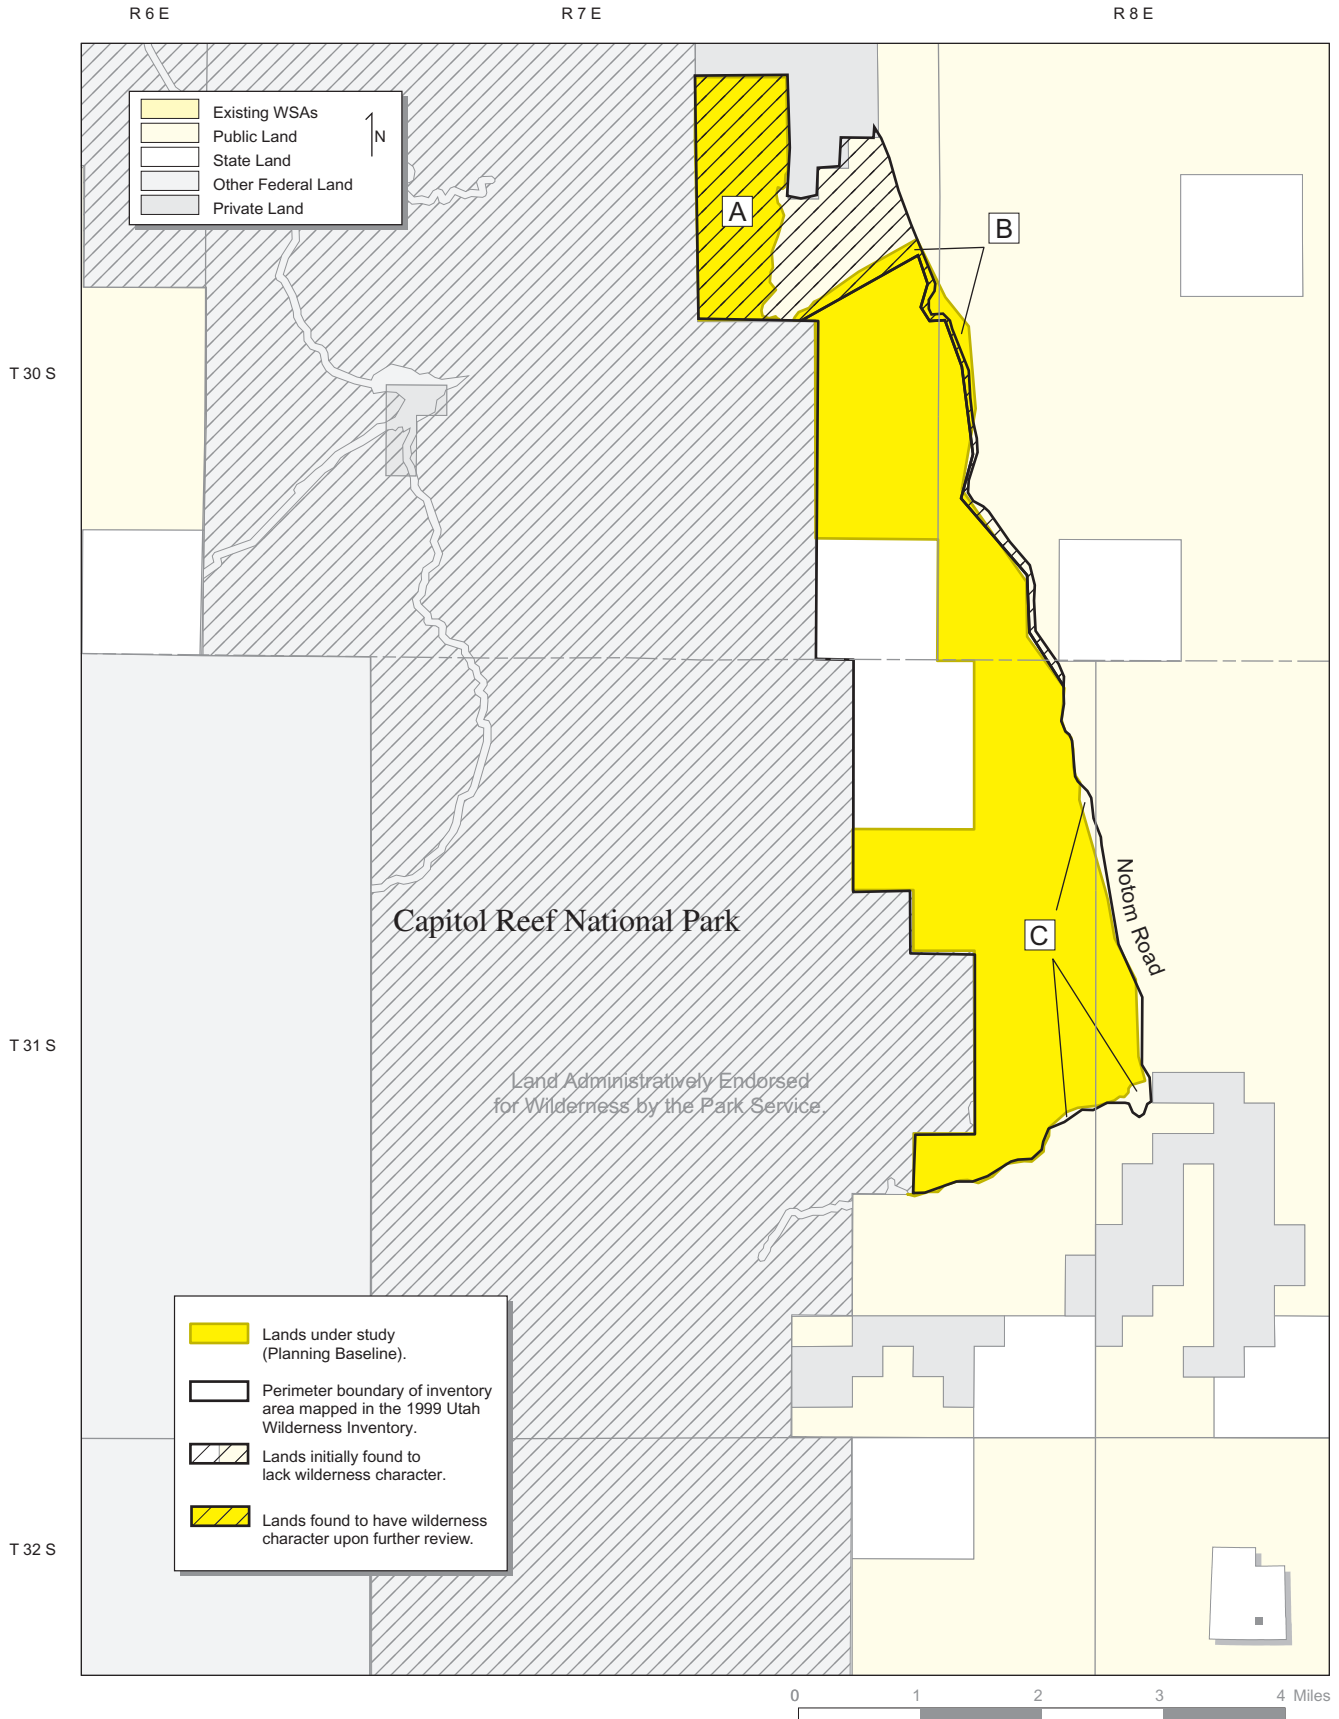 R 6 E R 7 E R 8 E
Existing WSAs
Public Land
State Land
Other Federal Land
Private Land
N
A
B
T 30 S
Notom Road
Capitol Reef National Park
C
T 31 S
Land Administratively Endorsed
for Wilderness by the Park Service.
Lands under study
(Planning Baseline).
Perimeter boundary of inventory
area mapped in the 1999 Utah
Wilderness Inventory.
Lands initially found to
lack wilderness character.
Lands found to have wilderness
character upon further review.
T 32 S
0 1 2 3 4 Miles